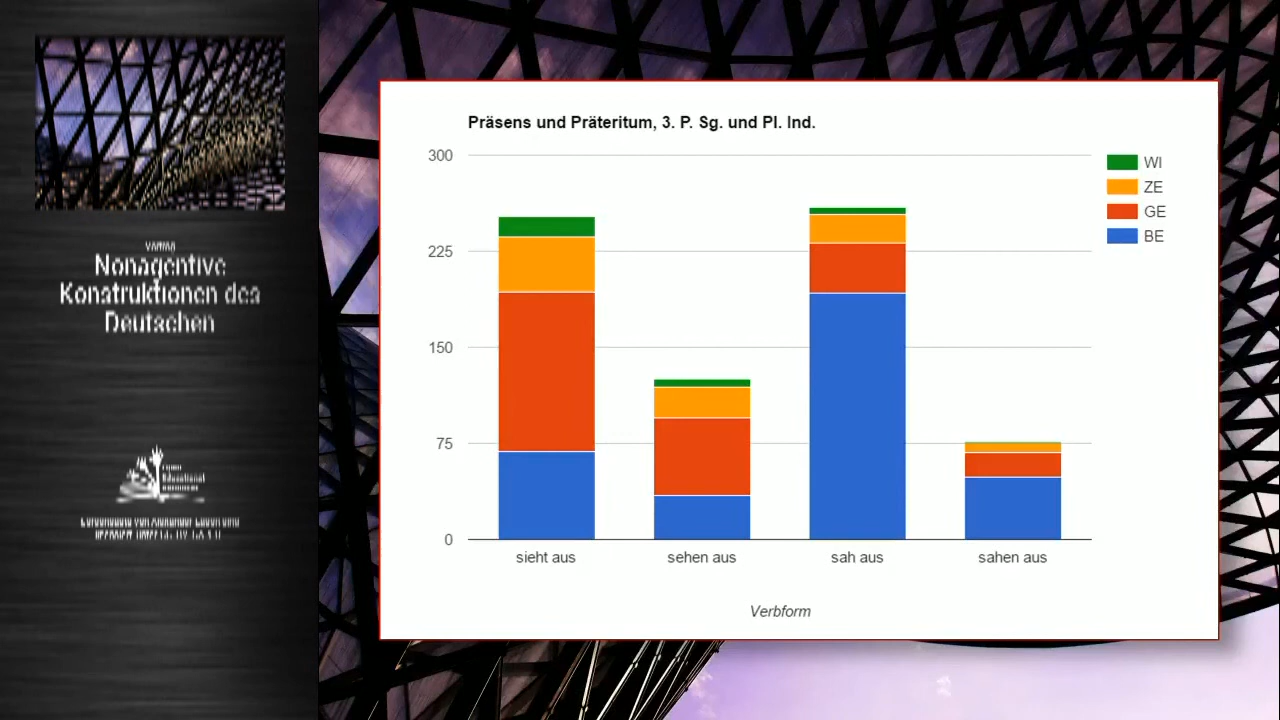 Vortrag
Nonagentive
Konstruktionen des
Deutschen
Präsens und Präteritum, 3. P. Sg. und Pl. Ind.
300
225
150
75
0
WI
ZE
GE
BE
sieht aus
sehen aus
sah aus
sahen aus
Verbform